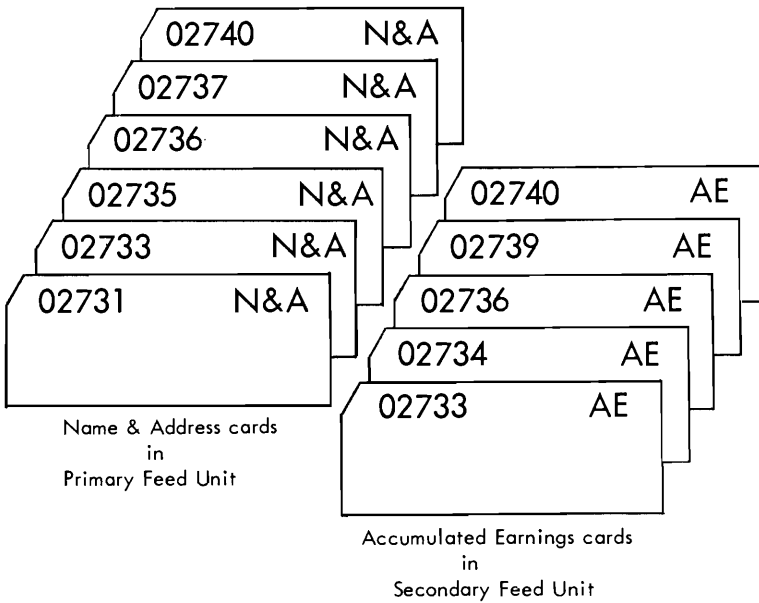 02740 N&A
02737 N&A
02736 N&A
02735 N&A
02733 N&A
02731 N&A
Name & Address cards
in
Primary Feed Unit
02740 AE
02739 AE
02736 AE
02734 AE
02733 AE
Accumulated Earnings cards
in
Secondary Feed Unit